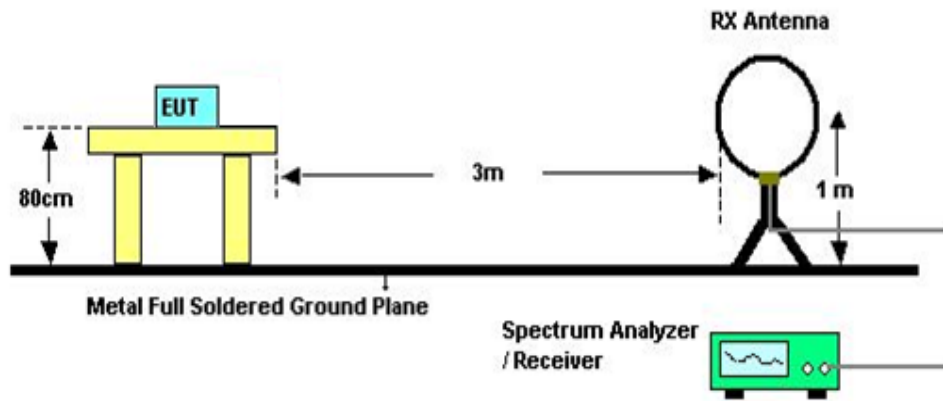 RX Antenna
EUT
3m
80cm
1 m
Metal Full Soldered Ground Plane
Spectrum Analyzer
/ Receiver